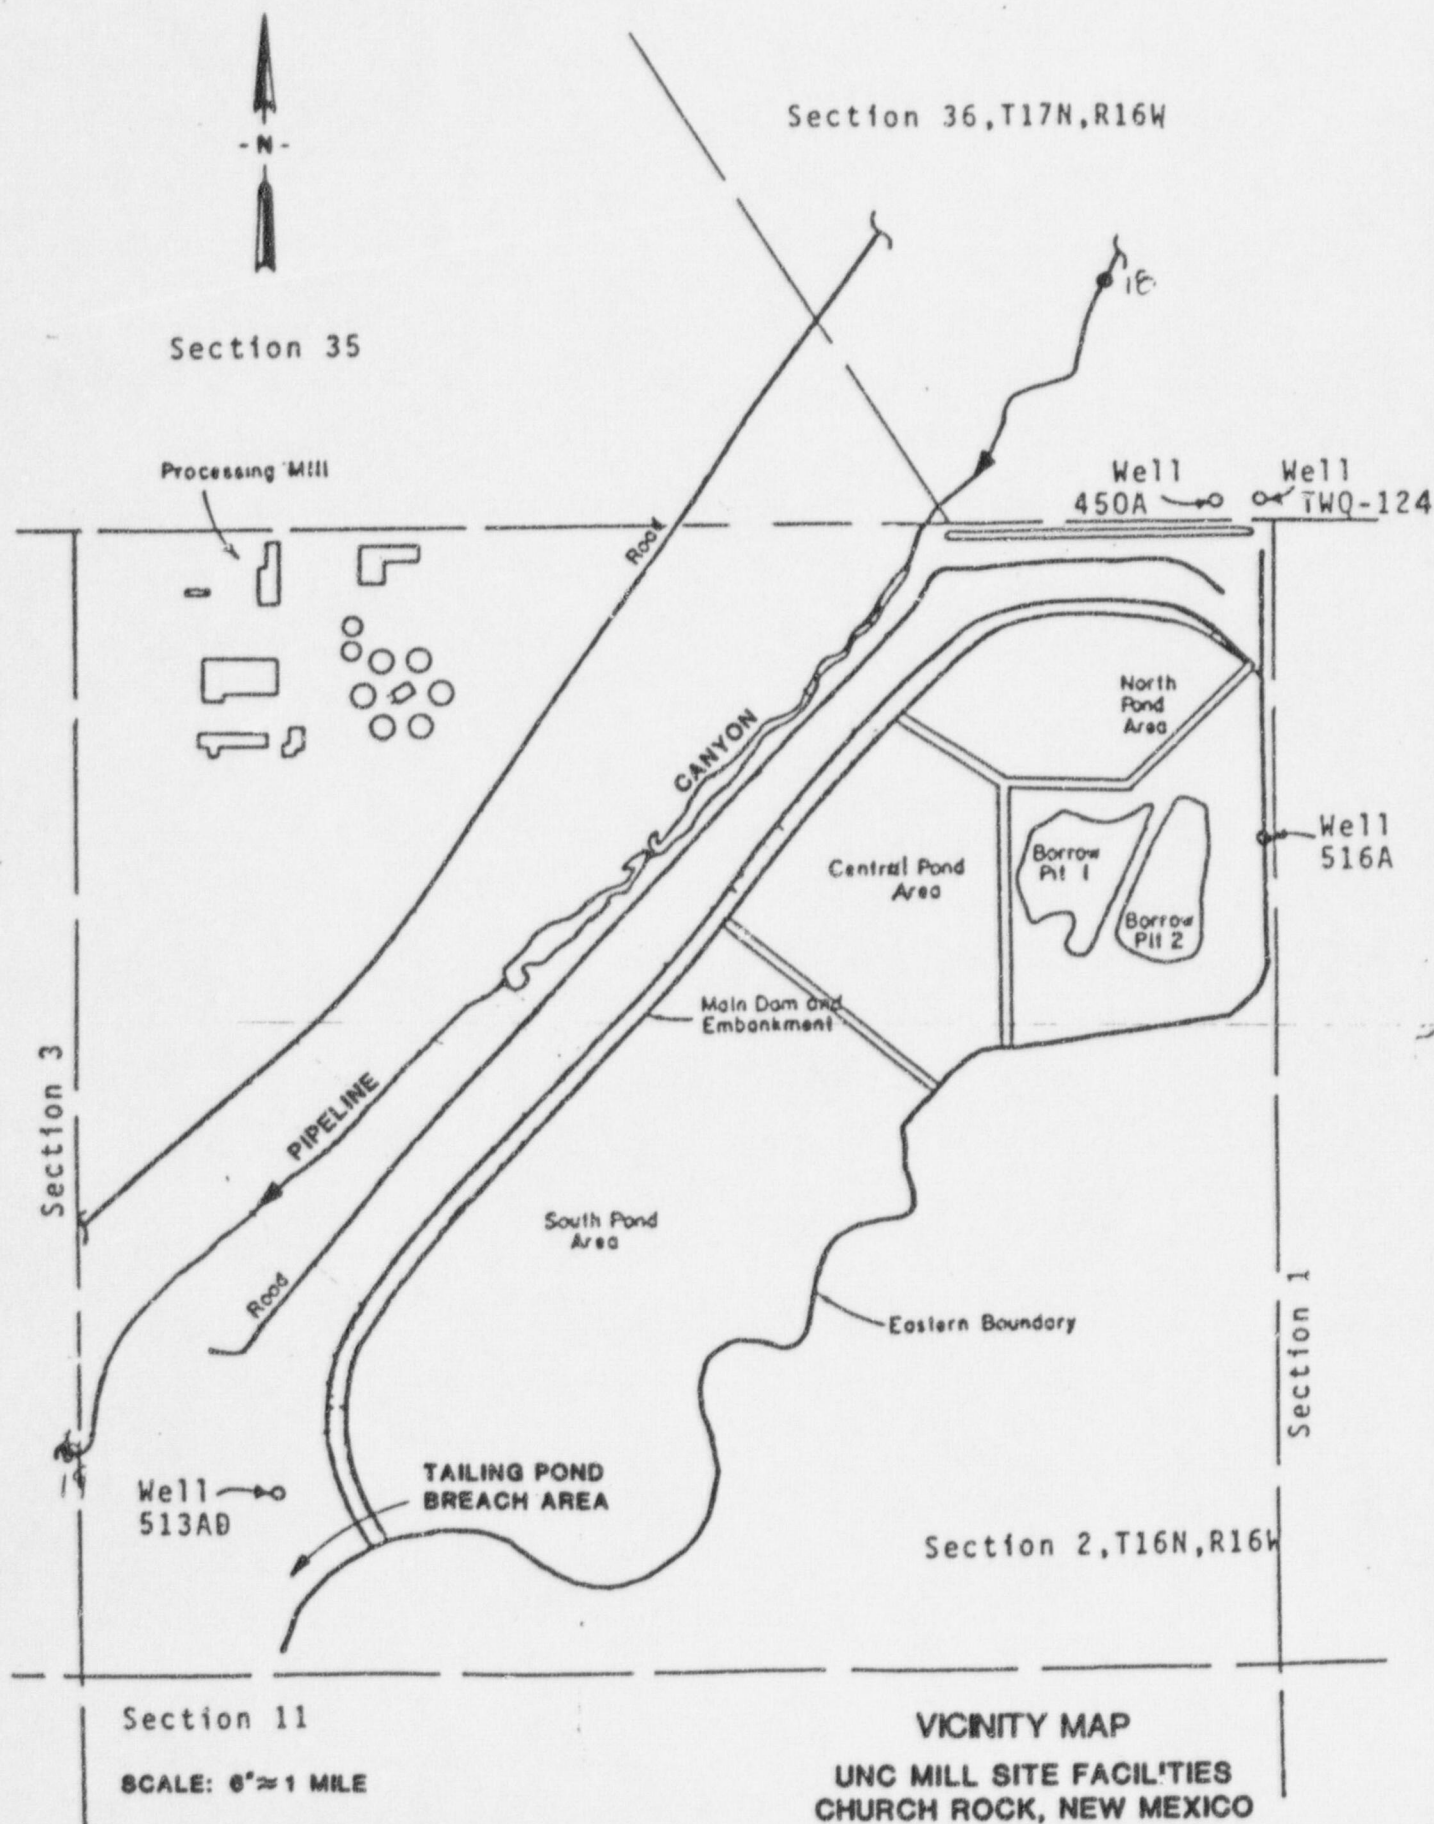 - N -
Section 36,T17N,R16W
18
Section 35
Processing Mill
Well
450A
Well
TWQ-124
Road
North
Pond
Area
CANYON
Well
516A
Central Pond
Area
Borrow
Pit 1
Borrow
Pit 2
Main Dam and
Embankment
Section 3
PIPELINE
South Pond
Area
Road
Eastern Boundary
Section 1
TAILING POND
BREACH AREA
Well
513AD
Section 2,T16N,R16W
Section 11
SCALE: 6"≈1 MILE
VICINITY MAP
UNC MILL SITE FACILITIES
CHURCH ROCK, NEW MEXICO